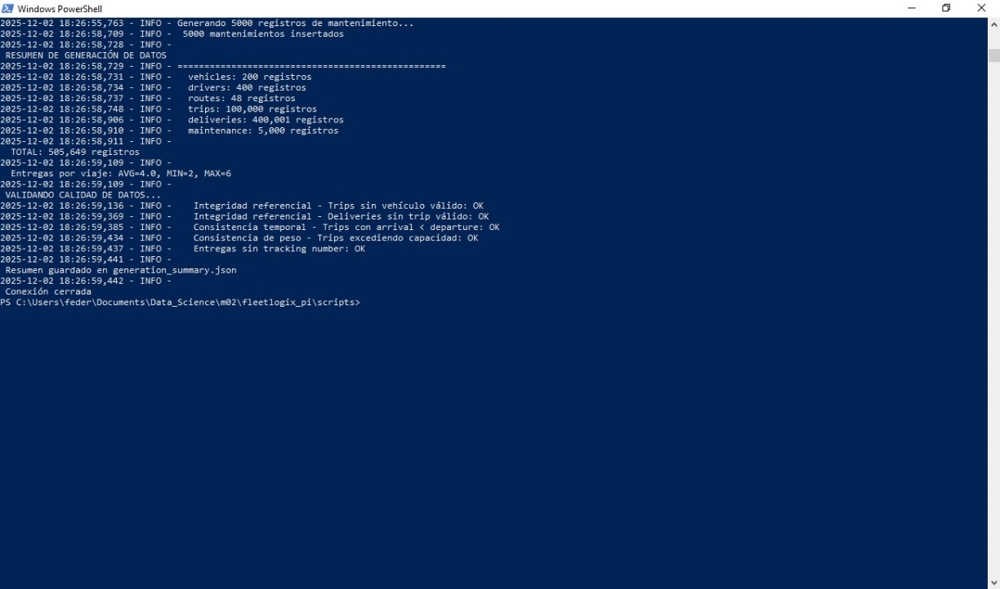 Windows PowerShell
2025-12-02 18:26:55,763 - INFO - Generando 5000 registros de mantenimiento...
2025-12-02 18:26:58,709 - INFO -  5000 mantenimientos insertados
2025-12-02 18:26:58,728 - INFO -
 RESUMEN DE GENERACIÓN DE DATOS
2025-12-02 18:26:58,729 - INFO - ==================================================
2025-12-02 18:26:58,731 - INFO -   vehicles: 200 registros
2025-12-02 18:26:58,734 - INFO -   drivers: 400 registros
2025-12-02 18:26:58,737 - INFO -   routes: 48 registros
2025-12-02 18:26:58,748 - INFO -   trips: 100,000 registros
2025-12-02 18:26:58,906 - INFO -   deliveries: 400,001 registros
2025-12-02 18:26:58,910 - INFO -   maintenance: 5,000 registros
2025-12-02 18:26:58,911 - INFO -
  TOTAL: 505,649 registros
2025-12-02 18:26:59,109 - INFO -
  Entregas por viaje: AVG=4.0, MIN=2, MAX=6
2025-12-02 18:26:59,109 - INFO -
 VALIDANDO CALIDAD DE DATOS...
2025-12-02 18:26:59,136 - INFO -    Integridad referencial - Trips sin vehículo válido: OK
2025-12-02 18:26:59,369 - INFO -    Integridad referencial - Deliveries sin trip válido: OK
2025-12-02 18:26:59,385 - INFO -    Consistencia temporal - Trips con arrival < departure: OK
2025-12-02 18:26:59,434 - INFO -    Consistencia de peso - Trips excediendo capacidad: OK
2025-12-02 18:26:59,437 - INFO -    Entregas sin tracking number: OK
2025-12-02 18:26:59,441 - INFO -
 Resumen guardado en generation_summary.json
2025-12-02 18:26:59,442 - INFO -
 Conexión cerrada
PS C:\Users\feder\Documents\Data_Science\m02\fleetlogix_pi\scripts>